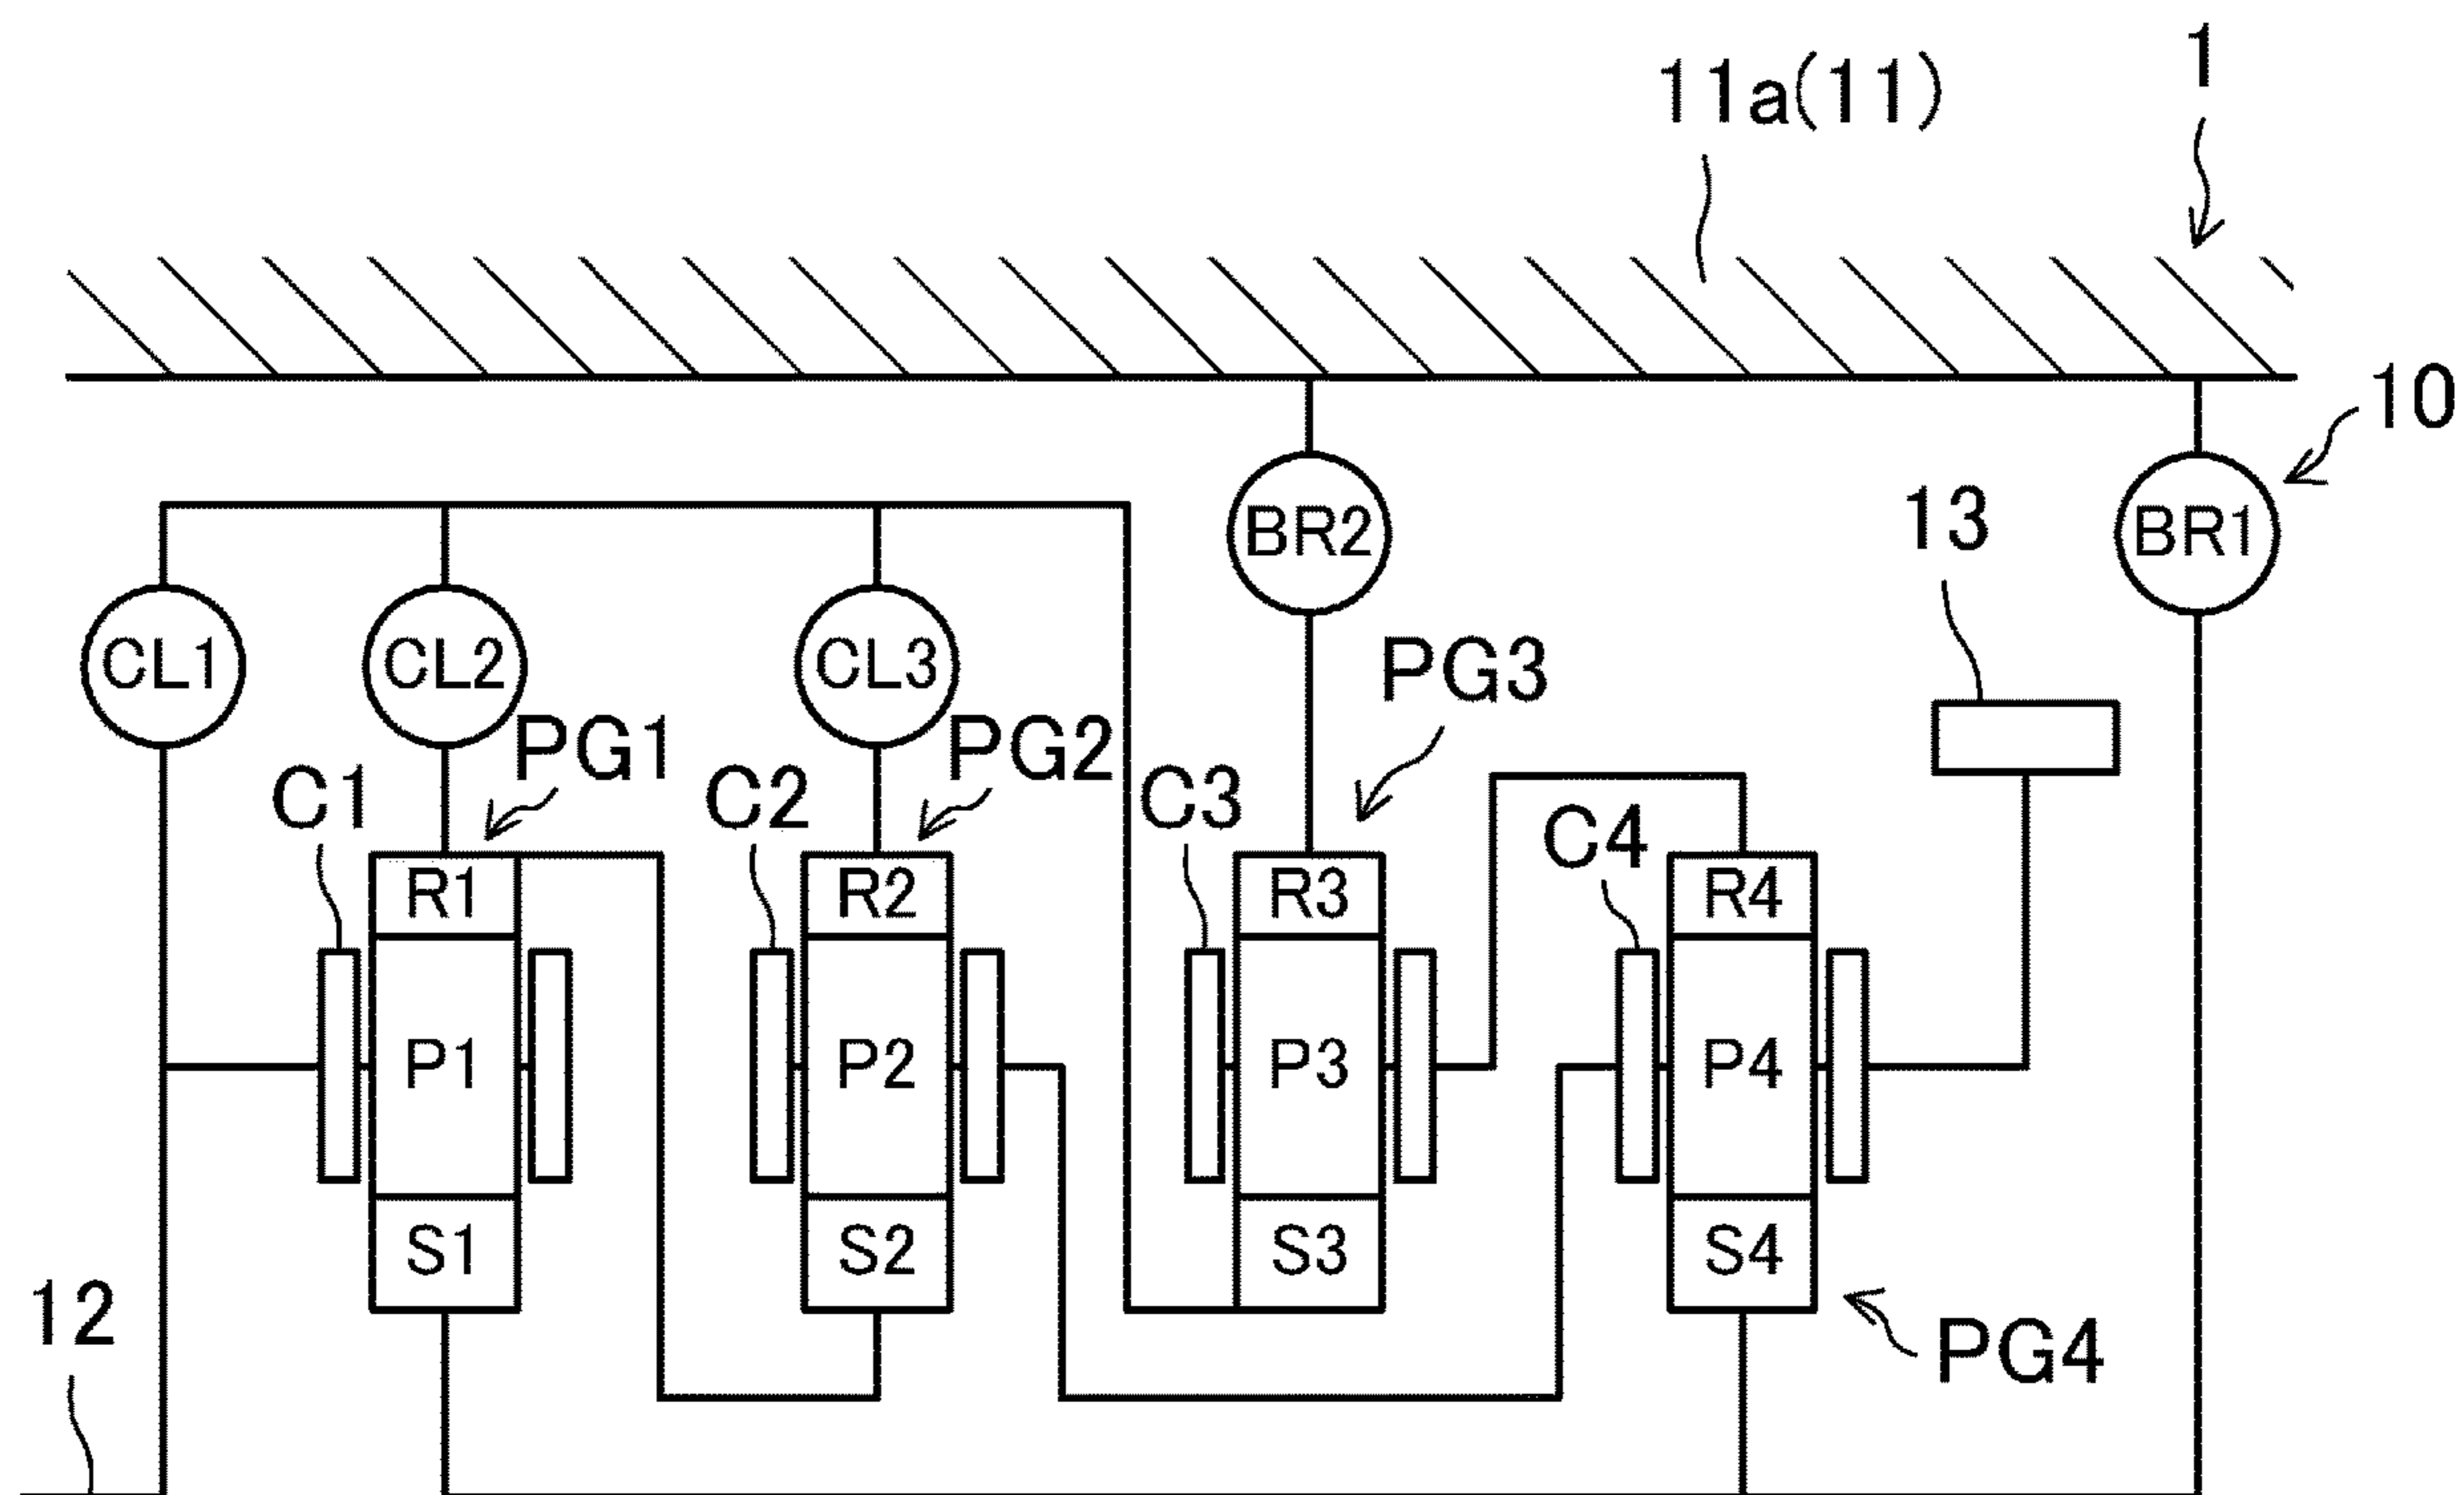 1
11a(11)
10
BR2
BR1
13
CL1
CL2
CL3
PG3
PG1
PG2
C1
C2
C3
C4
R1
R2
R3
R4
P1
P2
P3
P4
S1
S2
S3
S4
12
PG4